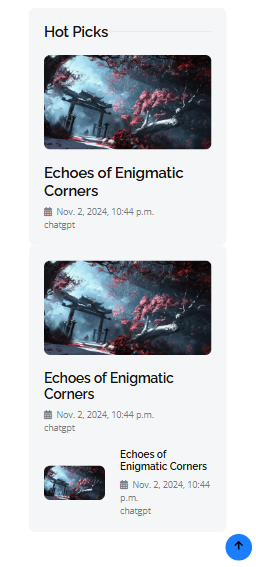 Hot Picks
Echoes of Enigmatic
Corners
Nov. 2, 2024, 10:44 p.m.
chatgpt
Echoes of Enigmatic
Corners
Nov. 2, 2024, 10:44 p.m.
chatgpt
Echoes of
Enigmatic Corners
Nov. 2, 2024, 10:44
p.m.
chatgpt